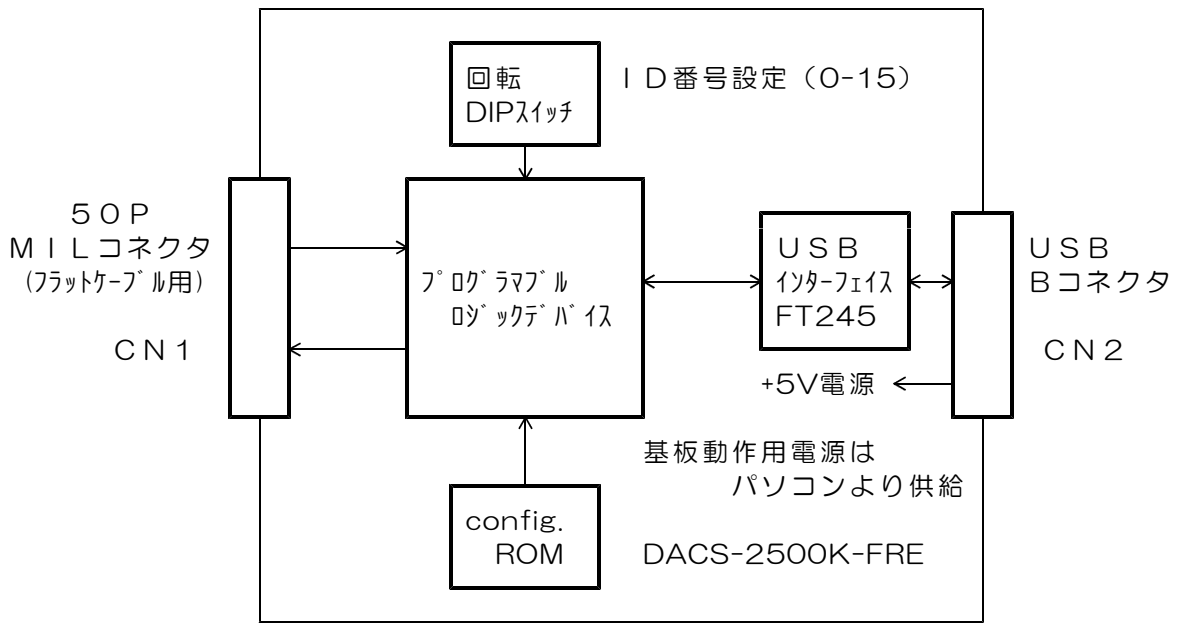 回転
DIPｽｲｯﾁ
ＩＤ番号設定（0-15）
５０Ｐ
ＭＩＬコネクタ
(ﾌﾗｯﾄｹｰﾌﾞﾙ用)
ＣＮ１
ﾌﾟﾛｸﾞﾗﾏﾌﾞﾙ
ﾛｼﾞｯｸﾃﾞﾊﾞｲｽ
ＵＳＢ
ｲﾝﾀｰﾌｪｲｽ
FT245
ＵＳＢ
Ｂコネクタ
ＣＮ２
+5V電源
基板動作用電源は
パソコンより供給
config.
ROM
DACS-2500K-FRE